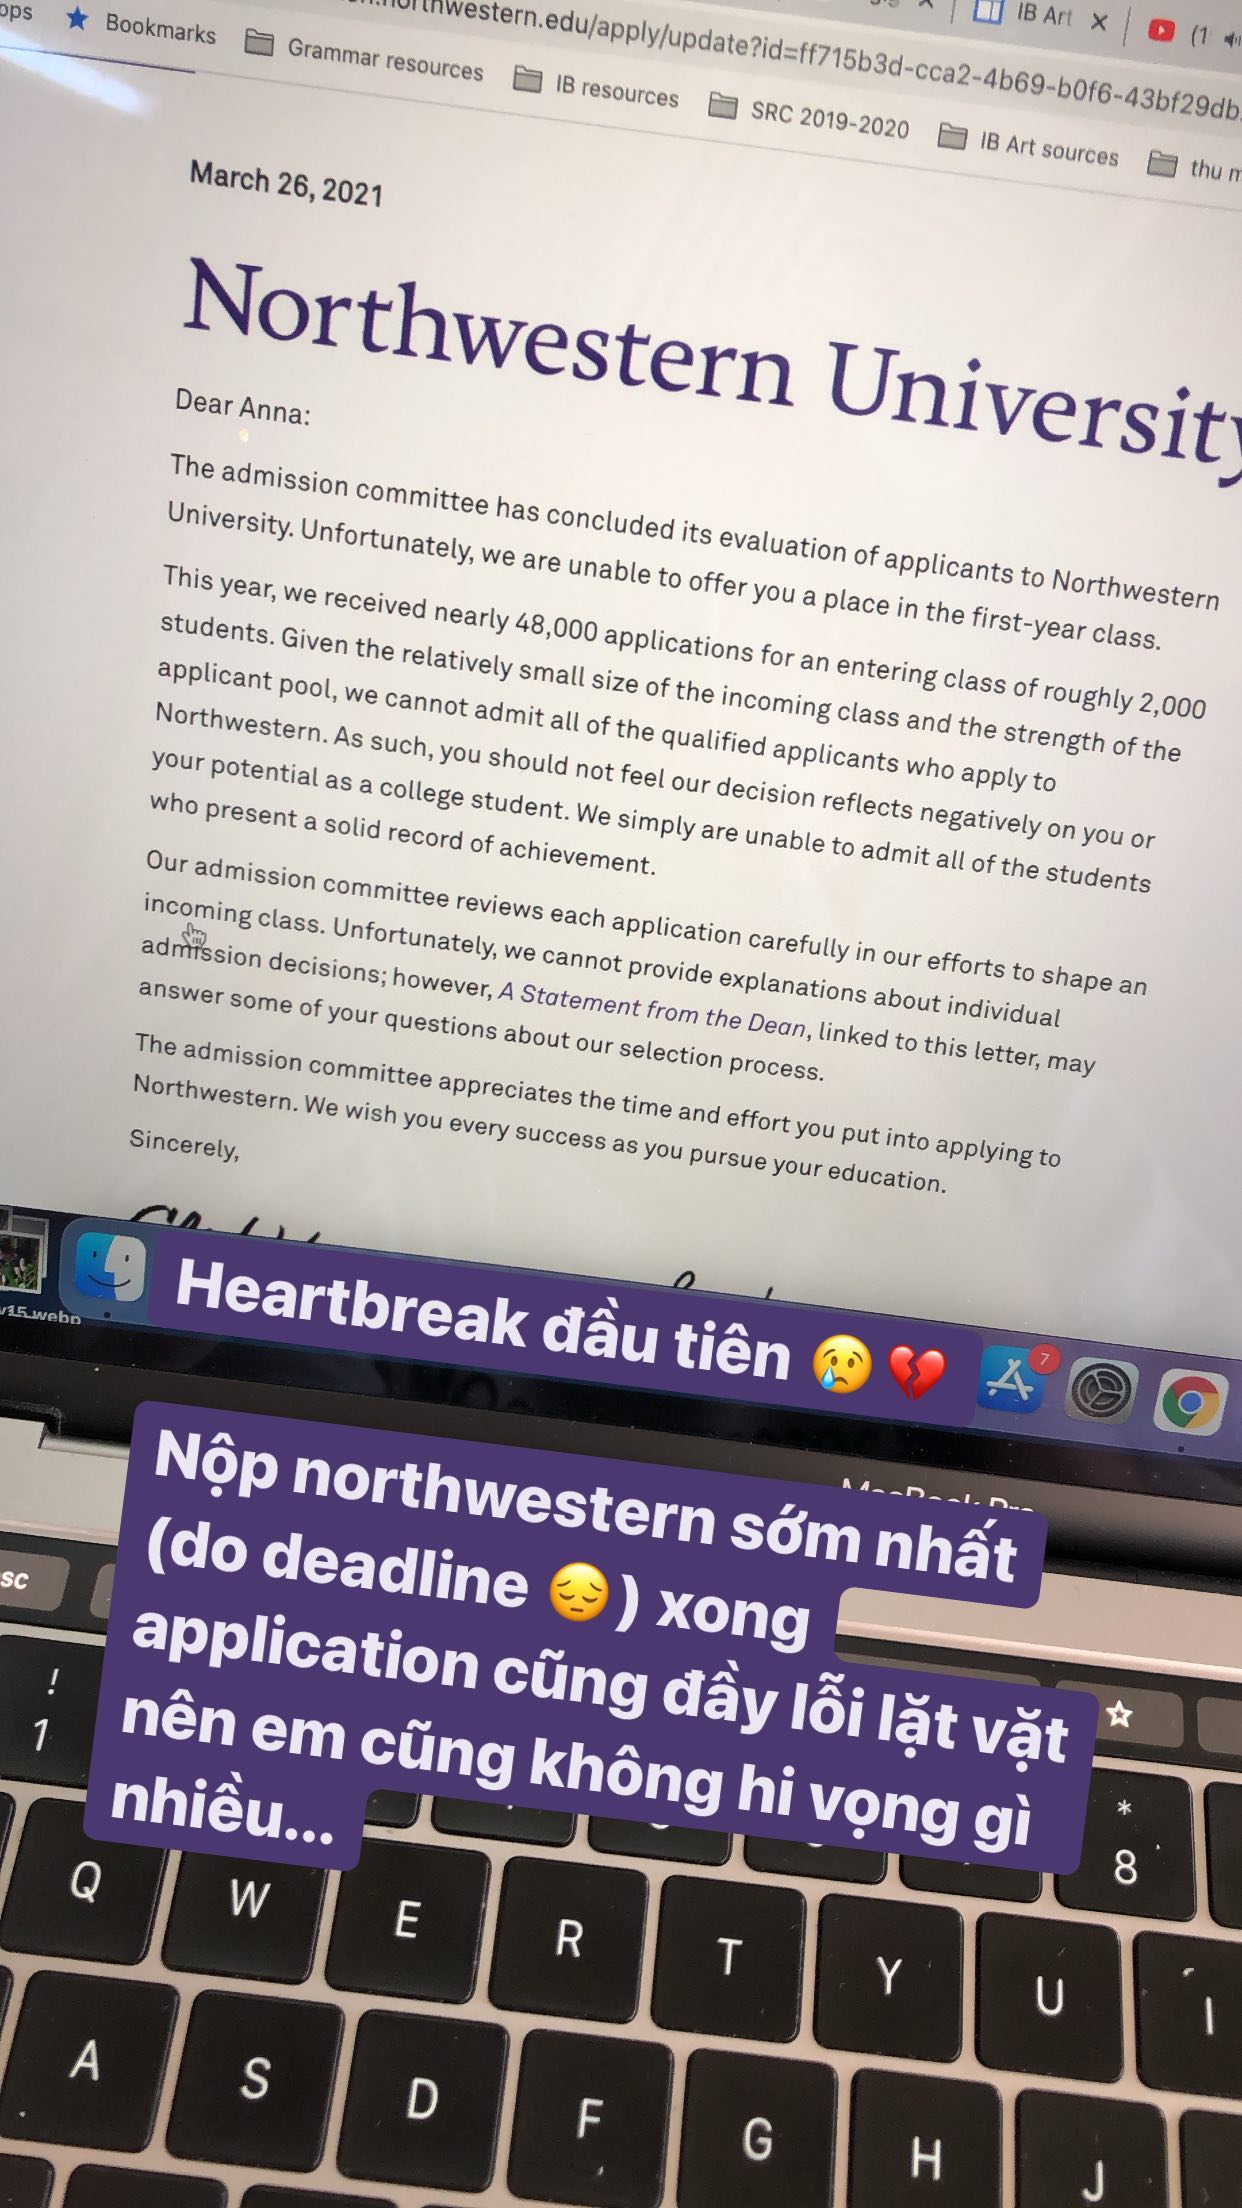 northwestern.edu/apply/update?id=ff715b3d-cca2-4b69-b0f6-43bf29db
IB Art
(1
Bookmarks
Grammar resources
IB resources
SRC 2019-2020
IB Art sources
thu
March 26, 2021
Northwestern University
Dear Anna:
The admission committee has concluded its evaluation of applicants to Northwestern
University. Unfortunately, we are unable to offer you a place in the first-year class.
This year, we received nearly 48,000 applications for an entering class of roughly 2,000
students. Given the relatively small size of the incoming class and the strength of the
applicant pool, we cannot admit all of the qualified applicants who apply to
Northwestern. As such, you should not feel our decision reflects negatively on you or
your potential as a college student. We simply are unable to admit all of the students
who present a solid record of achievement.
Our admission committee reviews each application carefully in our efforts to shape an
incoming class. Unfortunately, we cannot provide explanations about individual
admission decisions; however, A Statement from the Dean, linked to this letter, may
answer some of your questions about our selection process.
The admission committee appreciates the time and effort you put into applying to
Northwestern. We wish you every success as you pursue your education.
Sincerely,
Heartbreak đầu tiên 😢 💔
7
MacBook Pro
Nộp northwestern sớm nhất
(do deadline 😔) xong
application cũng đầy lỗi lặt vặt
nên em cũng không hi vọng gì
nhiều...
!
1
*
8
Q
W
E
R
T
Y
U
I
A
S
D
F
G
H
J